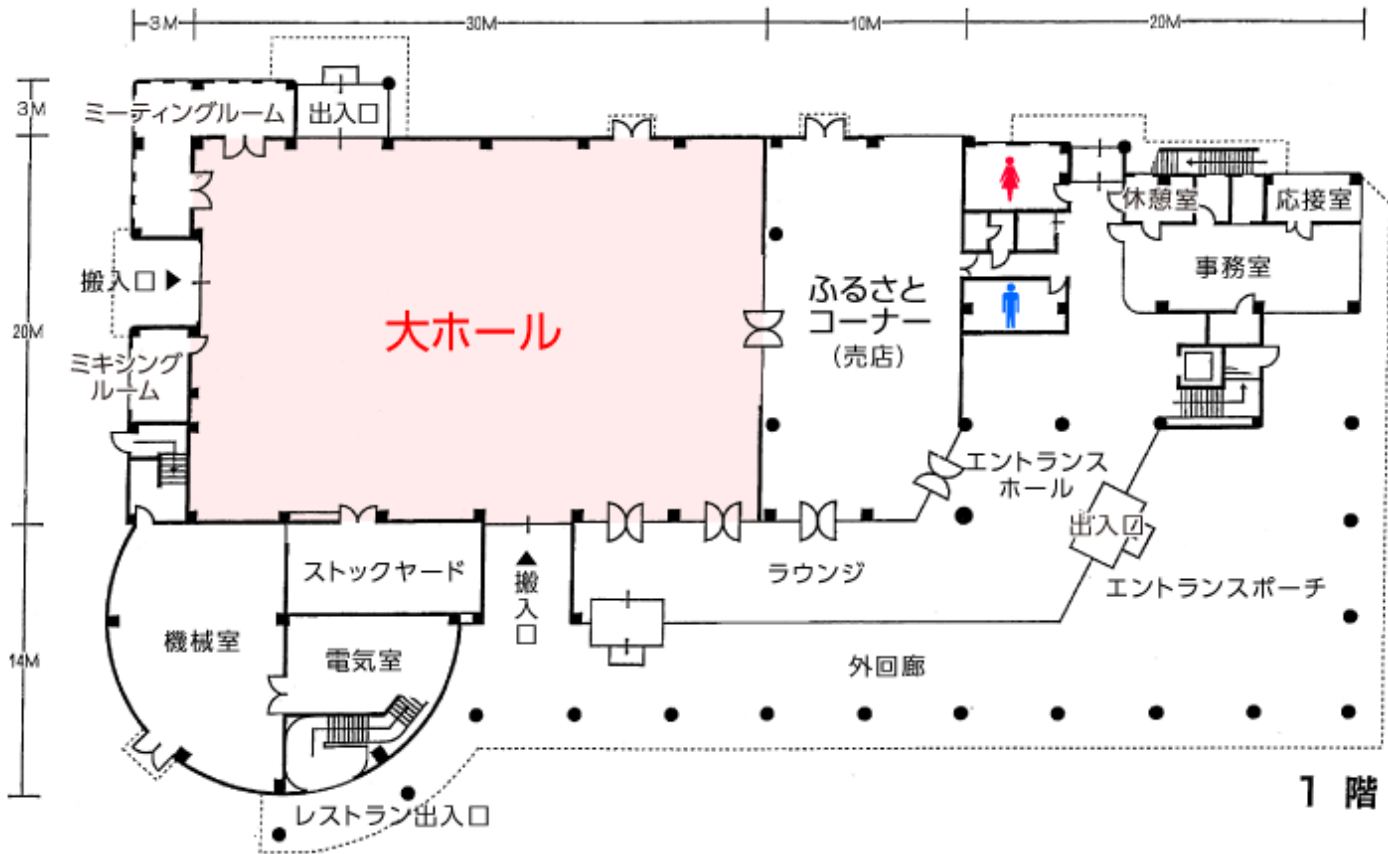 3M
30M
10M
20M
3M
ミーティングルーム
出入口
休憩室
応接室
搬入口▶
事務室
ふるさと
コーナー
(売店)
大ホール
20M
ミキシング
ルーム
エントランス
ホール
出入口
ストックヤード
▲
搬
入
口
ラウンジ
エントランスポーチ
機械室
電気室
14M
外回廊
レストラン出入口
1階